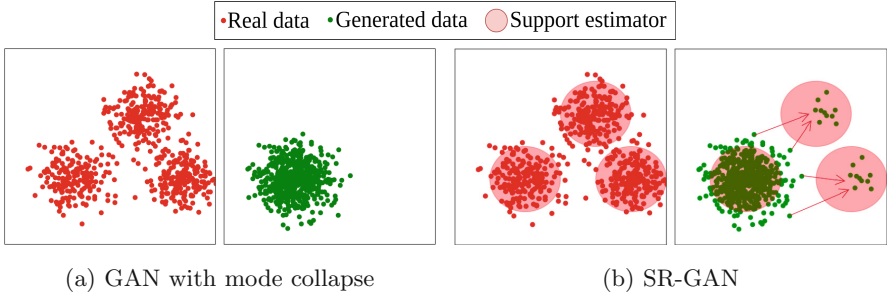 Real data Generated data Support estimator
(a) GAN with mode collapse
(b) SR-GAN